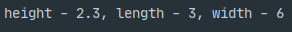 height - 2.3, length - 3, width - 6